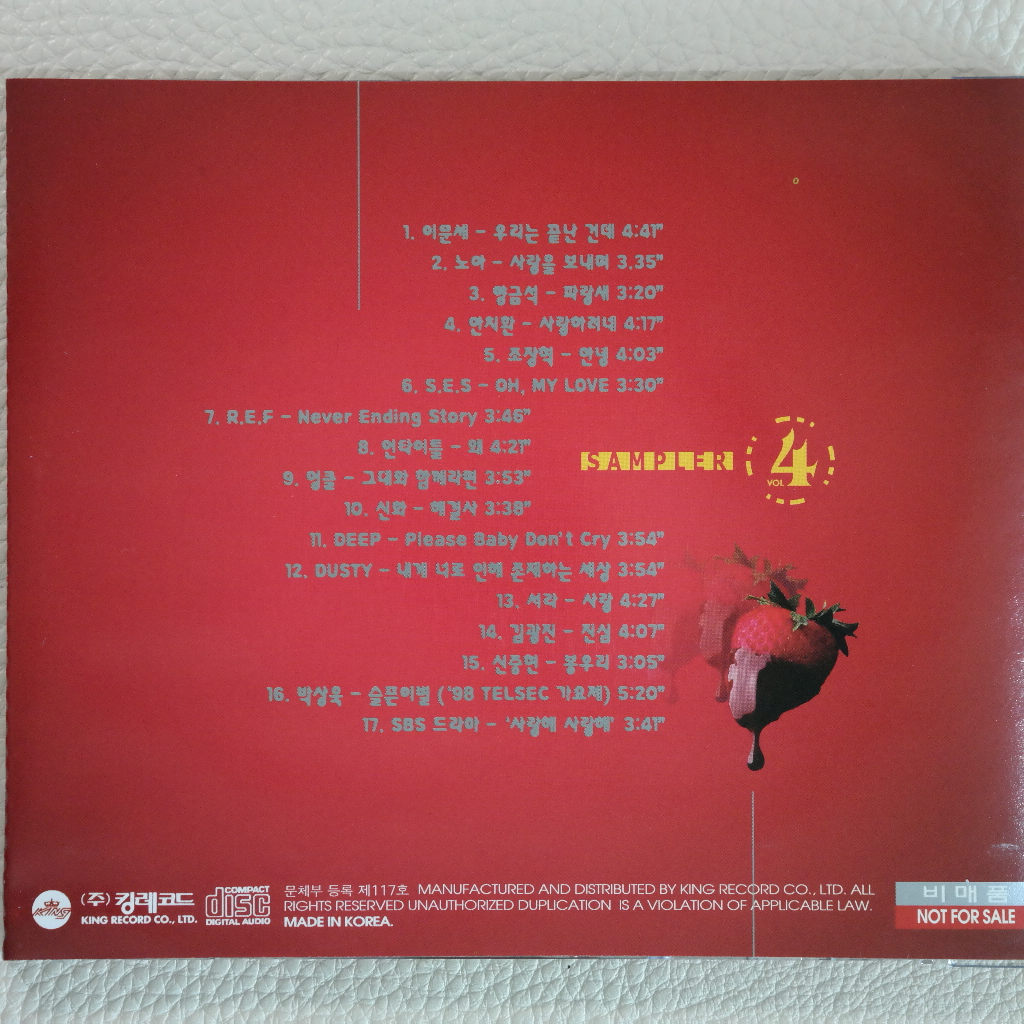 1. 이문세 - 우리는 끝난 건데 4:41"
2. 노아 - 사랑을 보내며 3.35"
3. 양금석 - 파랑새 3:20"
4. 안치환 - 사랑하려네 4:17"
5. 조장혁 - 안녕 4:03"
6. S.E.S - OH, MY LOVE 3:30"
7. R.E.F - Never Ending Story 3:46"
8. 언타이틀 - 왜 4:21"
9. 엉클 - 그대와 함께라면 3:53"
10. 신화 - 해결사 3:38"
11. DEEP - Please Baby Don't Cry 3:54"
12. DUSTY - 내게 너로 인해 존재하는 세상 3:54"
13. 서라 - 사랑 4:27"
14. 김광진 - 진심 4:07"
15. 신중현 - 봉우리 3:05"
16. 박상욱 - 슬픈이별 ('98 TELSEC 가요제) 5:20"
17. SBS 드라마 - '사랑해 사랑해' 3:41"
SAMPLER VOL 4
KING
(주) 킹레코드
KING RECORD CO., LTD.
COMPACT
disc
DIGITAL AUDIO
문체부 등록 제117호 MANUFACTURED AND DISTRIBUTED BY KING RECORD CO., LTD. ALL
RIGHTS RESERVED UNAUTHORIZED DUPLICATION IS A VIOLATION OF APPLICABLE LAW.
MADE IN KOREA.
비매품
NOT FOR SALE